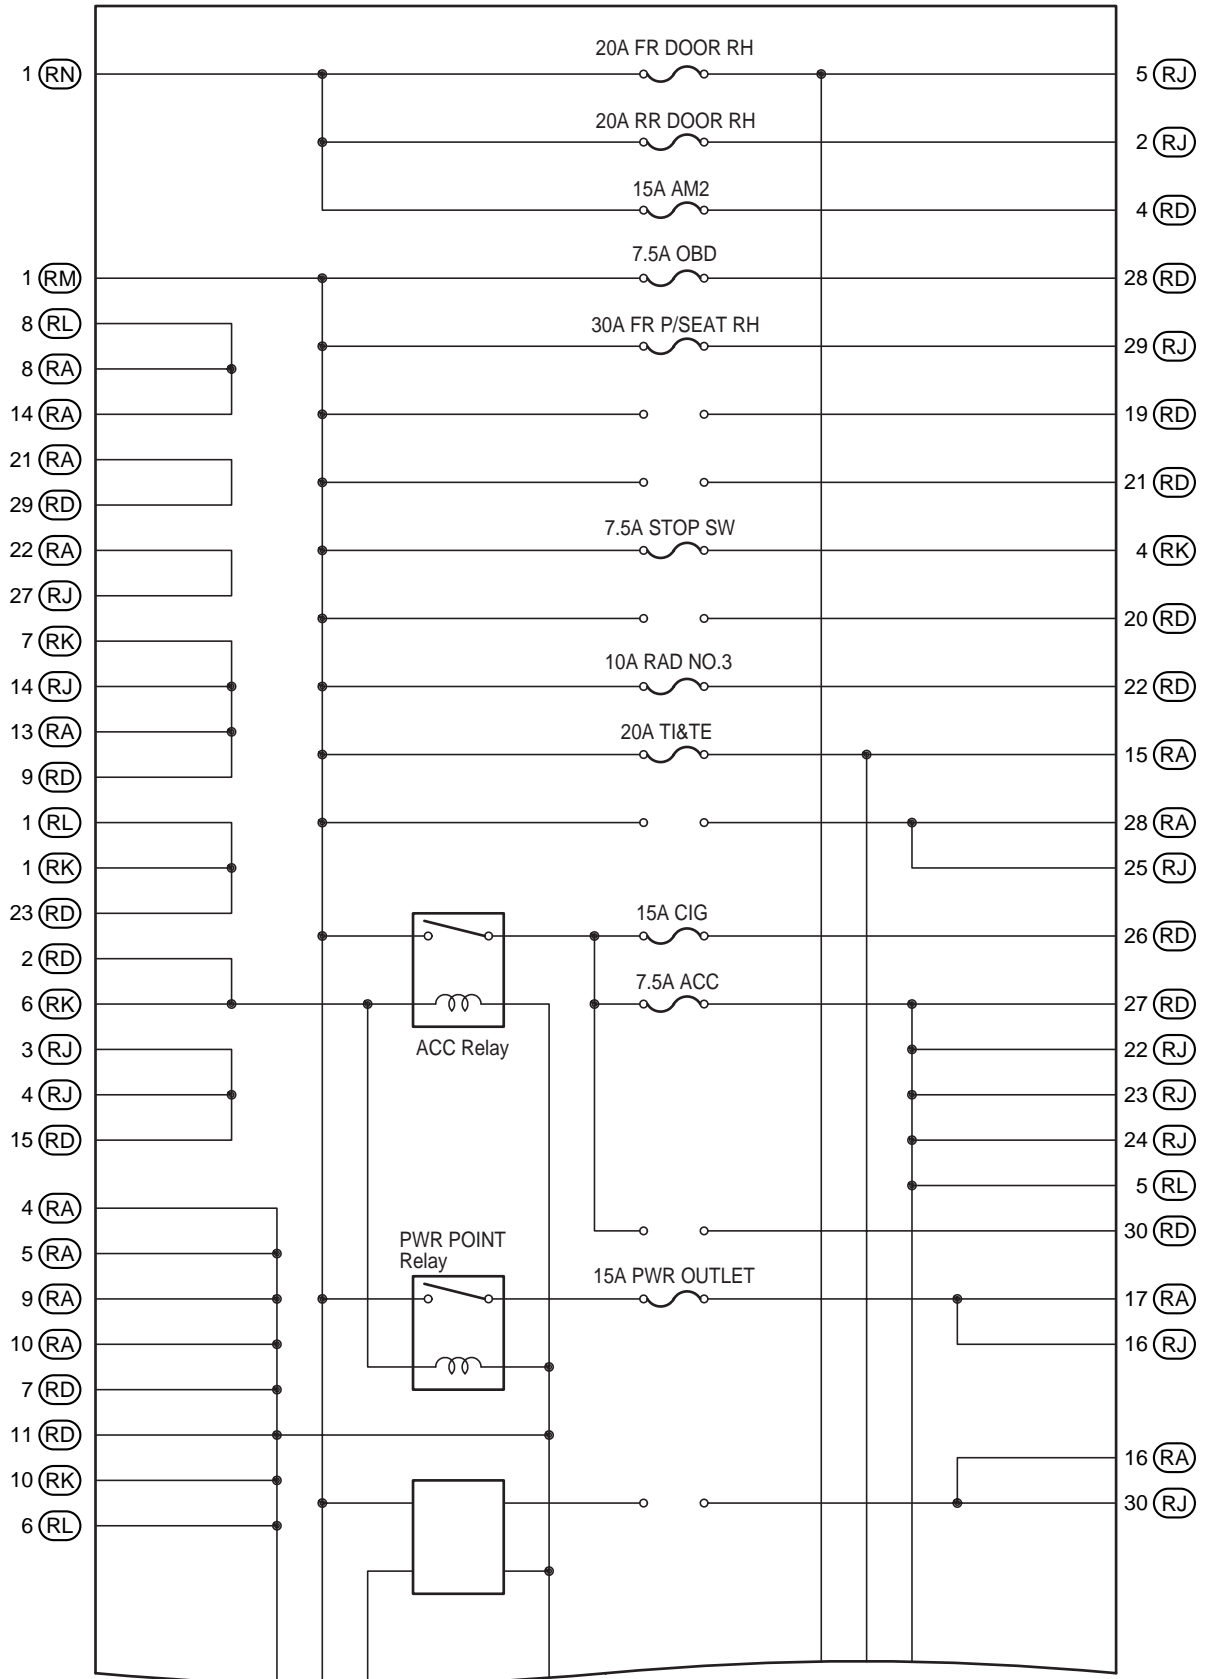 20A FR DOOR RH
1 RN
5 RJ
20A RR DOOR RH
2 RJ
15A AM2
4 RD
7.5A OBD
1 RM
28 RD
8 RL
30A FR P/SEAT RH
29 RJ
8 RA
14 RA
19 RD
21 RA
21 RD
29 RD
7.5A STOP SW
22 RA
4 RK
27 RJ
20 RD
7 RK
10A RAD NO.3
14 RJ
22 RD
13 RA
20A TI&TE
15 RA
9 RD
1 RL
28 RA
1 RK
25 RJ
23 RD
15A CIG
26 RD
2 RD
7.5A ACC
6 RK
27 RD
3 RJ
ACC Relay
22 RJ
4 RJ
23 RJ
15 RD
24 RJ
5 RL
4 RA
30 RD
PWR POINT
Relay
5 RA
15A PWR OUTLET
9 RA
17 RA
10 RA
16 RJ
7 RD
11 RD
16 RA
10 RK
30 RJ
6 RL